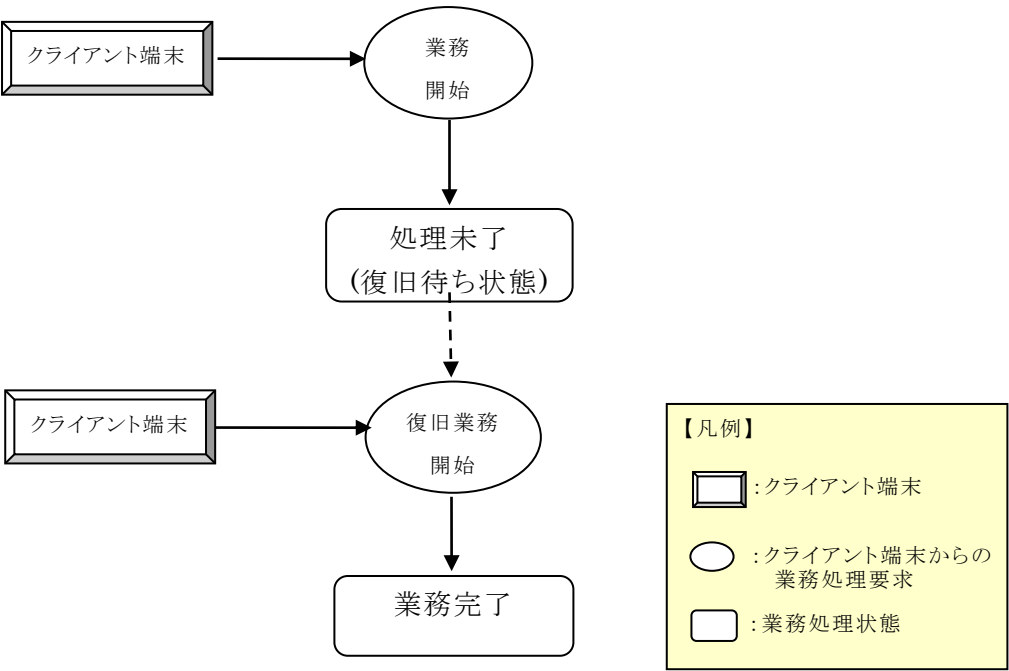 クライアント端末
業務
開始
処理未了
(復旧待ち状態)
クライアント端末
復旧業務
開始
業務完了
【凡例】
:クライアント端末
:クライアント端末からの
業務処理要求
:業務処理状態